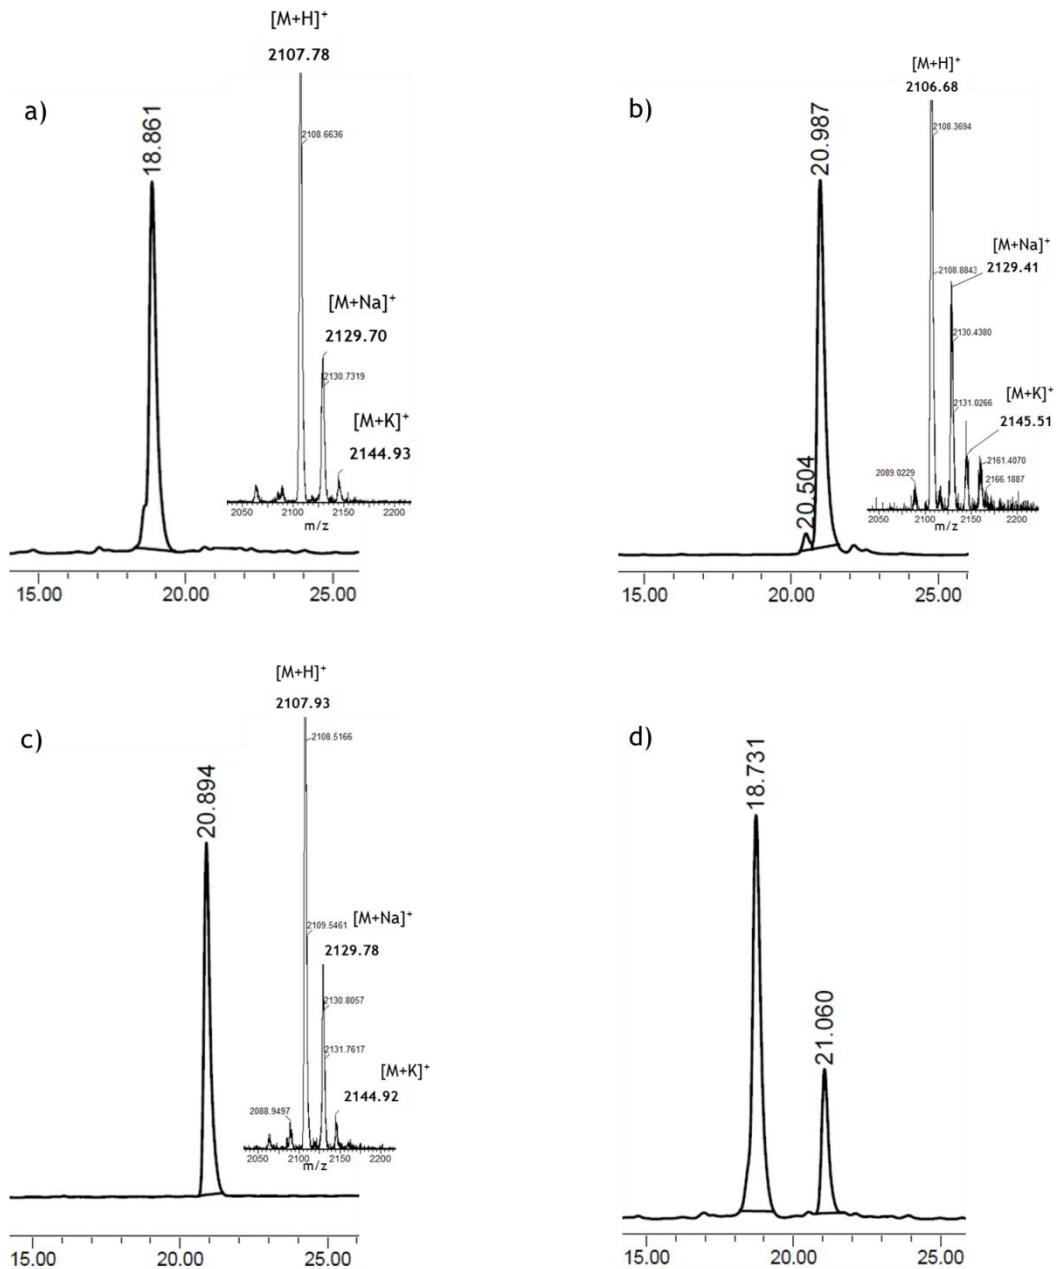 a)
[M+H]+
2107.78
18.861
2108.6636
[M+Na]+
2129.70
2130.7319
[M+K]+
2144.93
2050 2100 2150 2200
m/z
15.00 20.00 25.00
b)
[M+H]+
2106.68
20.987
2108.3694
[M+Na]+
2108.8843
2129.41
2130.4380
[M+K]+
2131.0266
2145.51
20.504
2161.4070
2089.0229
2166.1887
2050 2100 2150 2200
m/z
15.00 20.00 25.00
c)
[M+H]+
2107.93
2108.5166
20.894
[M+Na]+
2109.5461
2129.78
2130.8057
2131.7617
[M+K]+
2144.92
2088.9497
2050 2100 2150 2200
m/z
15.00 20.00 25.00
d)
18.731
21.060
15.00 20.00 25.00